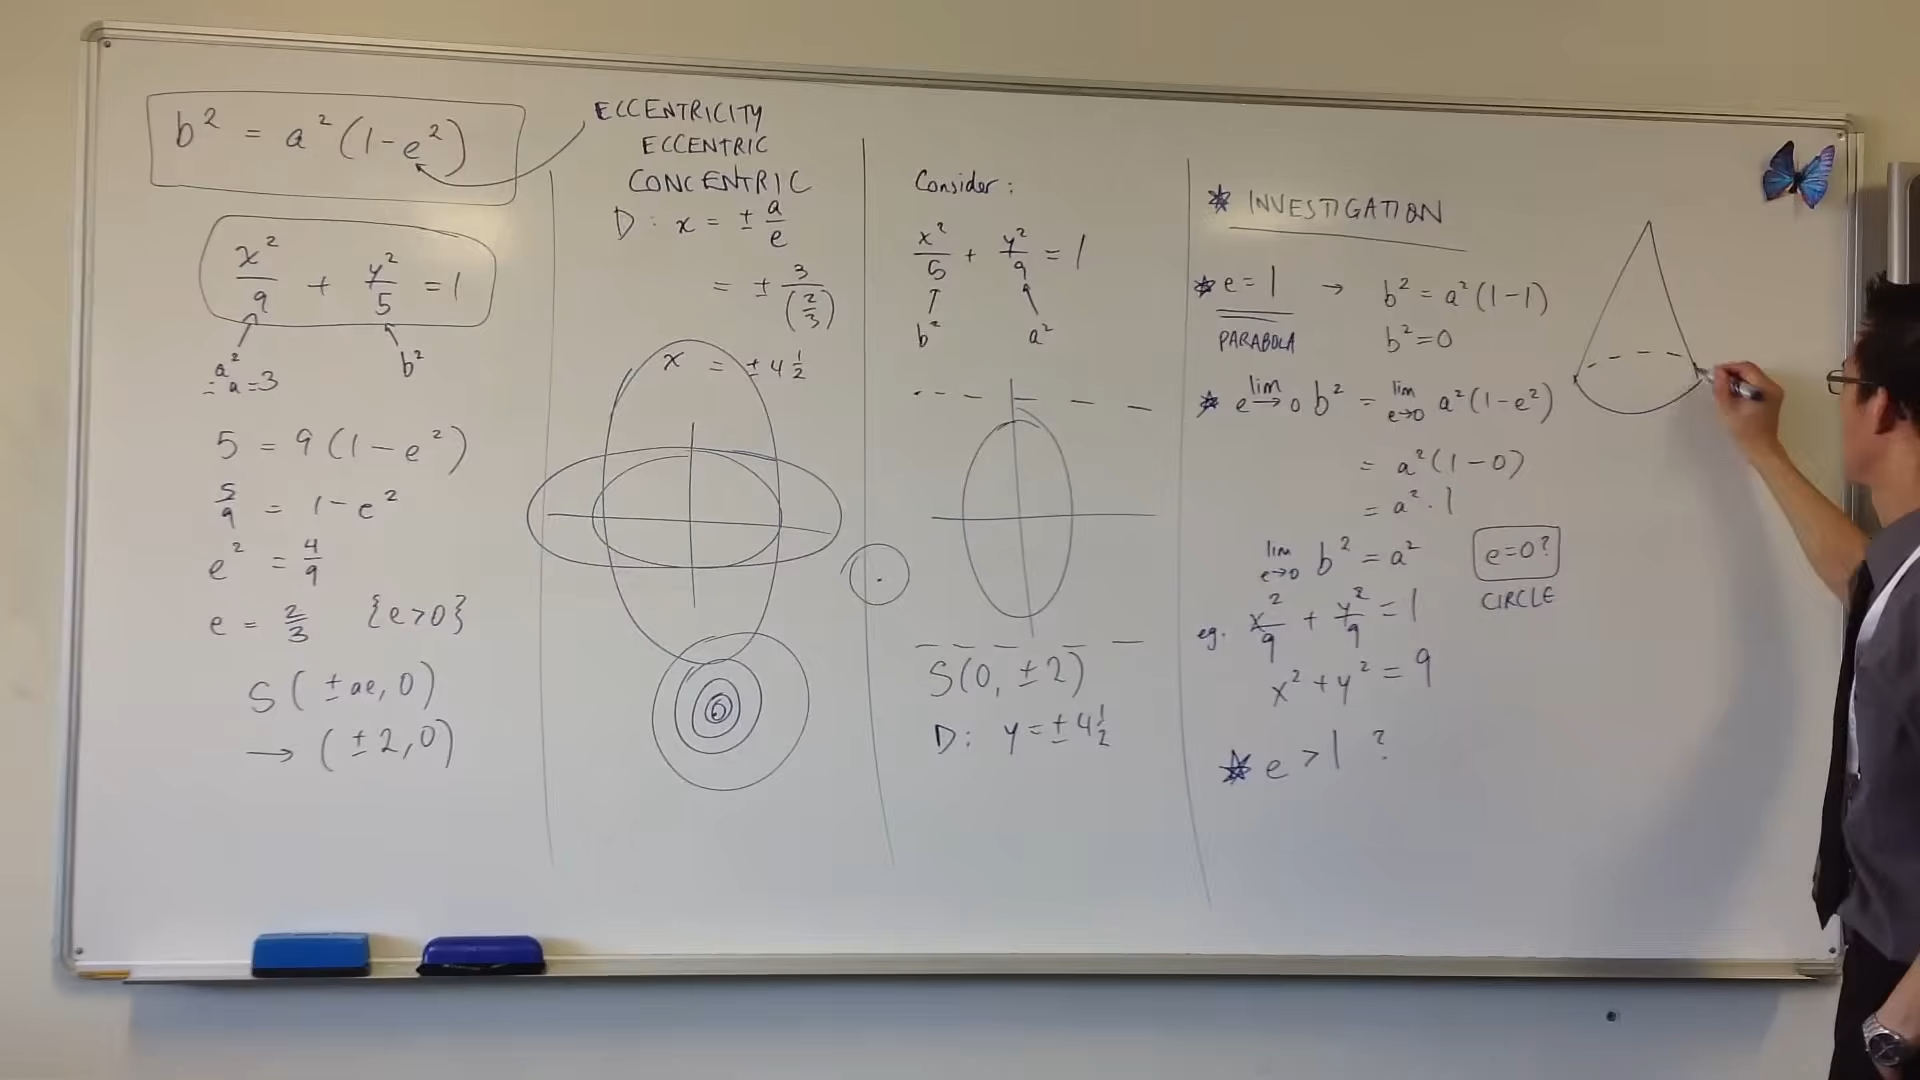 b² = a²(1-e²)
x²/9 + y²/5 = 1
a² b²
∴ a = 3
5 = 9(1-e²)
5/9 = 1-e²
e² = 4/9
e = 2/3 {e>0}
S(±ae, 0)
→ (±2, 0)
ECCENTRICITY
ECCENTRIC
CONCENTRIC
D: x = ± a/e
= ± 3/(2/3)
x = ±4 1/2
Consider:
x²/5 + y²/9 = 1
b² a²
S(0, ±2)
D: y = ±4 1/2
* INVESTIGATION
* e = 1 → b² = a²(1-1)
PARABOLA b² = 0
* lim e→0 b² = lim e→0 a²(1-e²)
= a²(1-0)
= a² · 1
lim e→0 b² = a² e=0?
CIRCLE
eg. x²/9 + y²/9 = 1
x² + y² = 9
* e > 1 ?